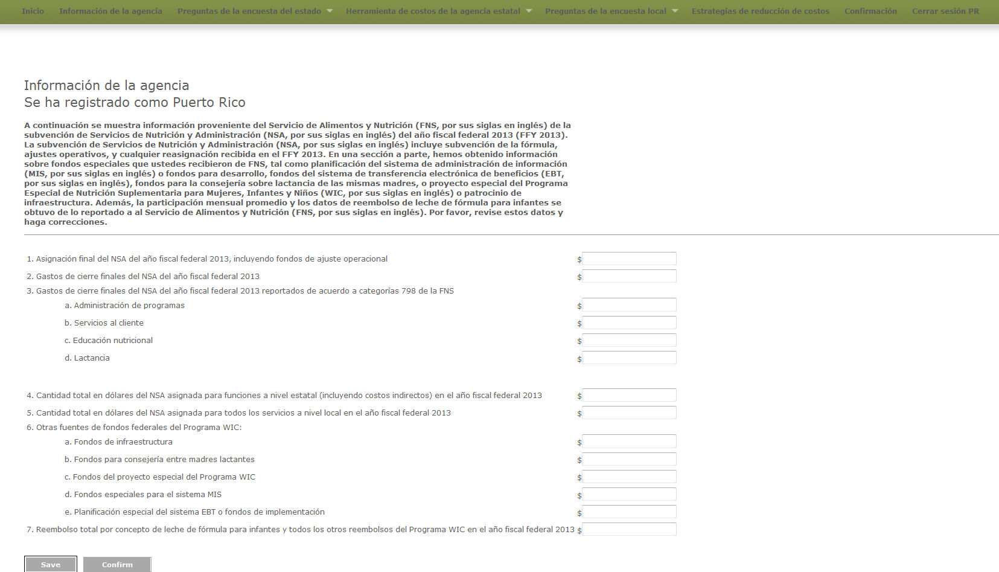 Inicio Información de la agencia Preguntas de la encuesta del estado Herramienta de costos de la agencia estatal Preguntas de la encuesta local Estrategias de reducción de costos Confirmación Cerrar sesión PR
Información de la agencia
Se ha registrado como Puerto Rico
A continuación se muestra información proveniente del Servicio de Alimentos y Nutrición (FNS, por sus siglas en inglés) de la
subvención de Servicios de Nutrición y Administración (NSA, por sus siglas en inglés) del año fiscal federal 2013 (FFY 2013).
La subvención de Servicios de Nutrición y Administración (NSA, por sus siglas en inglés) incluye subvención de la fórmula,
ajustes operativos, y cualquier reasignación recibida en el FFY 2013. En una sección a parte, hemos obtenido información
sobre fondos especiales que ustedes recibieron de FNS, tal como planificación del sistema de administración de información
(MIS, por sus siglas en inglés) o fondos para desarrollo, fondos del sistema de transferencia electrónica de beneficios (EBT,
por sus siglas en inglés), fondos para la consejería sobre lactancia de las mismas madres, o proyecto especial del Programa
Especial de Nutrición Suplementaria para Mujeres, Infantes y Niños (WIC, por sus siglas en inglés) o patrocinio de
infraestructura. Además, la participación mensual promedio y los datos de reembolso de leche de fórmula para infantes se
obtuvo de lo reportado a al Servicio de Alimentos y Nutrición (FNS, por sus siglas en inglés). Por favor, revise estos datos y
haga correcciones.
1. Asignación final del NSA del año fiscal federal 2013, incluyendo fondos de ajuste operacional $
2. Gastos de cierre finales del NSA del año fiscal federal 2013 $
3. Gastos de cierre finales del NSA del año fiscal federal 2013 reportados de acuerdo a categorías 798 de la FNS
a. Administración de programas $
b. Servicios al cliente $
c. Educación nutricional $
d. Lactancia $
4. Cantidad total en dólares del NSA asignada para funciones a nivel estatal (incluyendo costos indirectos) en el año fiscal federal 2013 $
5. Cantidad total en dólares del NSA asignada para todos los servicios a nivel local en el año fiscal federal 2013 $
6. Otras fuentes de fondos federales del Programa WIC:
a. Fondos de infraestructura $
b. Fondos para consejería entre madres lactantes $
c. Fondos del proyecto especial del Programa WIC $
d. Fondos especiales para el sistema MIS $
e. Planificación especial del sistema EBT o fondos de implementación $
7. Reembolso total por concepto de leche de fórmula para infantes y todos los otros reembolsos del Programa WIC en el año fiscal federal 2013 $
Save Confirm